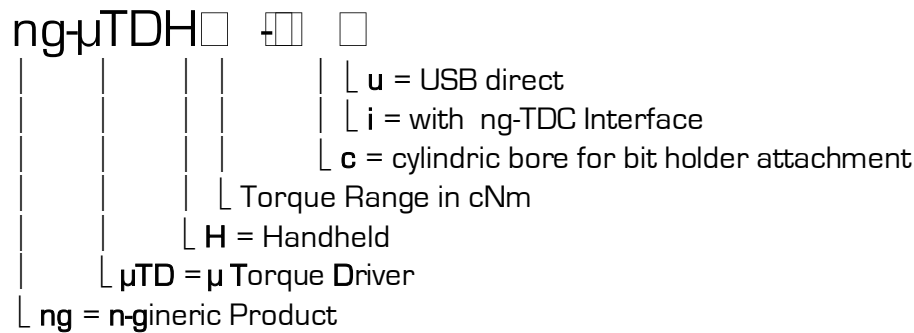 ng-µTDH□ -□□ □
u = USB direct
i = with ng-TDC Interface
c = cylindric bore for bit holder attachment
Torque Range in cNm
H = Handheld
µTD = µ Torque Driver
ng = n-gineric Product